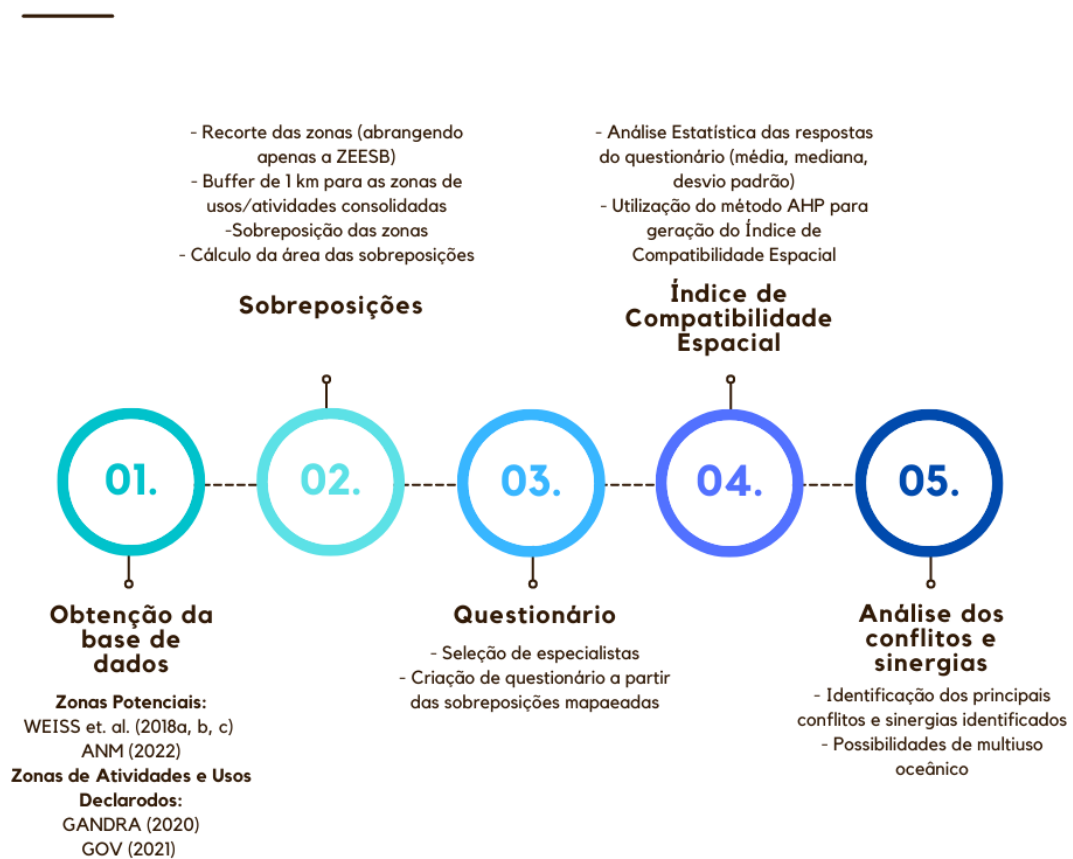 - Recorte das zonas (abrangendo
apenas a ZEESB)
- Buffer de 1 km para as zonas de
usos/atividades consolidadas
-Sobreposição das zonas
- Cálculo da área das sobreposições
Sobreposições
- Análise Estatística das respostas
do questionário (média, mediana,
desvio padrão)
- Utilização do método AHP para
geração do Índice de
Compatibilidade Espacial
Índice de
Compatibilidade
Espacial
01.
02.
03.
04.
05.
Obtenção da
base de
dados
Zonas Potenciais:
WEISS et. al. (2018a, b, c)
ANM (2022)
Zonas de Atividades e Usos
Declarodos:
GANDRA (2020)
GOV (2021)
Questionário
- Seleção de especialistas
- Criação de questionário a partir
das sobreposições mapaeadas
Análise dos
conflitos e
sinergias
- Identificação dos principais
conflitos e sinergias identificados
- Possibilidades de multiuso
oceânico